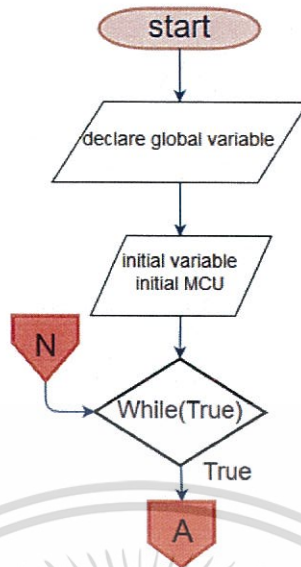 start
declare global variable
initial variable
initial MCU
N
While(True)
True
A